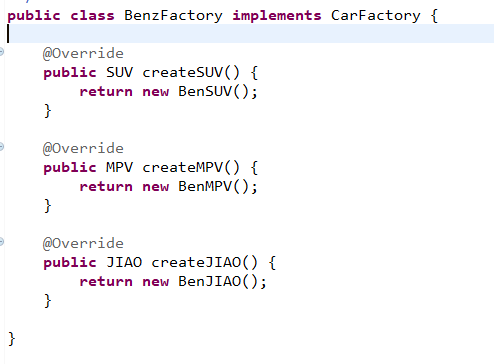 public class BenzFactory implements CarFactory {
@Override
public SUV createSUV() {
return new BenSUV();
}
@Override
public MPV createMPV() {
return new BenMPV();
}
@Override
public JIAO createJIAO() {
return new BenJIAO();
}
}